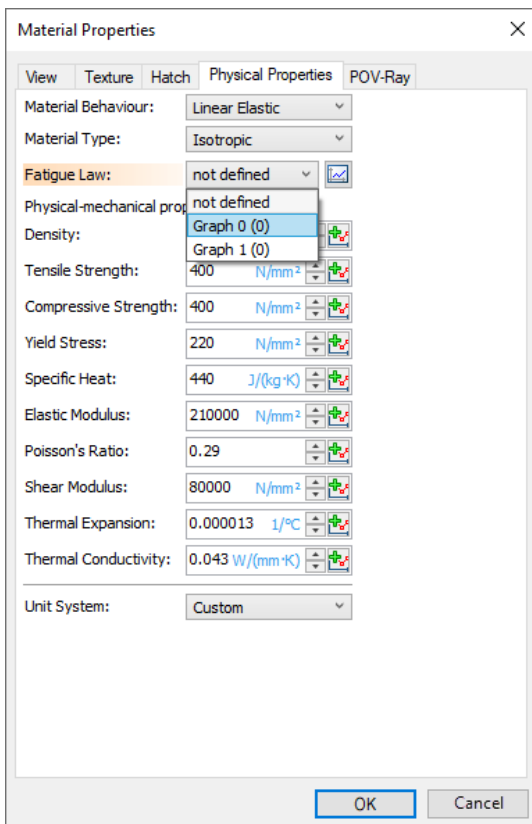 Material Properties
View Texture Hatch Physical Properties POV-Ray
Material Behaviour: Linear Elastic
Material Type: Isotropic
Fatigue Law: not defined
not defined
Physical-mechanical prop
Graph 0 (0)
Density:
Graph 1 (0)
Tensile Strength: 400 N/mm²
Compressive Strength: 400 N/mm²
Yield Stress: 220 N/mm²
Specific Heat: 440 J/(kg·K)
Elastic Modulus: 210000 N/mm²
Poisson's Ratio: 0.29
Shear Modulus: 80000 N/mm²
Thermal Expansion: 0.000013 1/°C
Thermal Conductivity: 0.043 W/(mm·K)
Unit System: Custom
OK Cancel